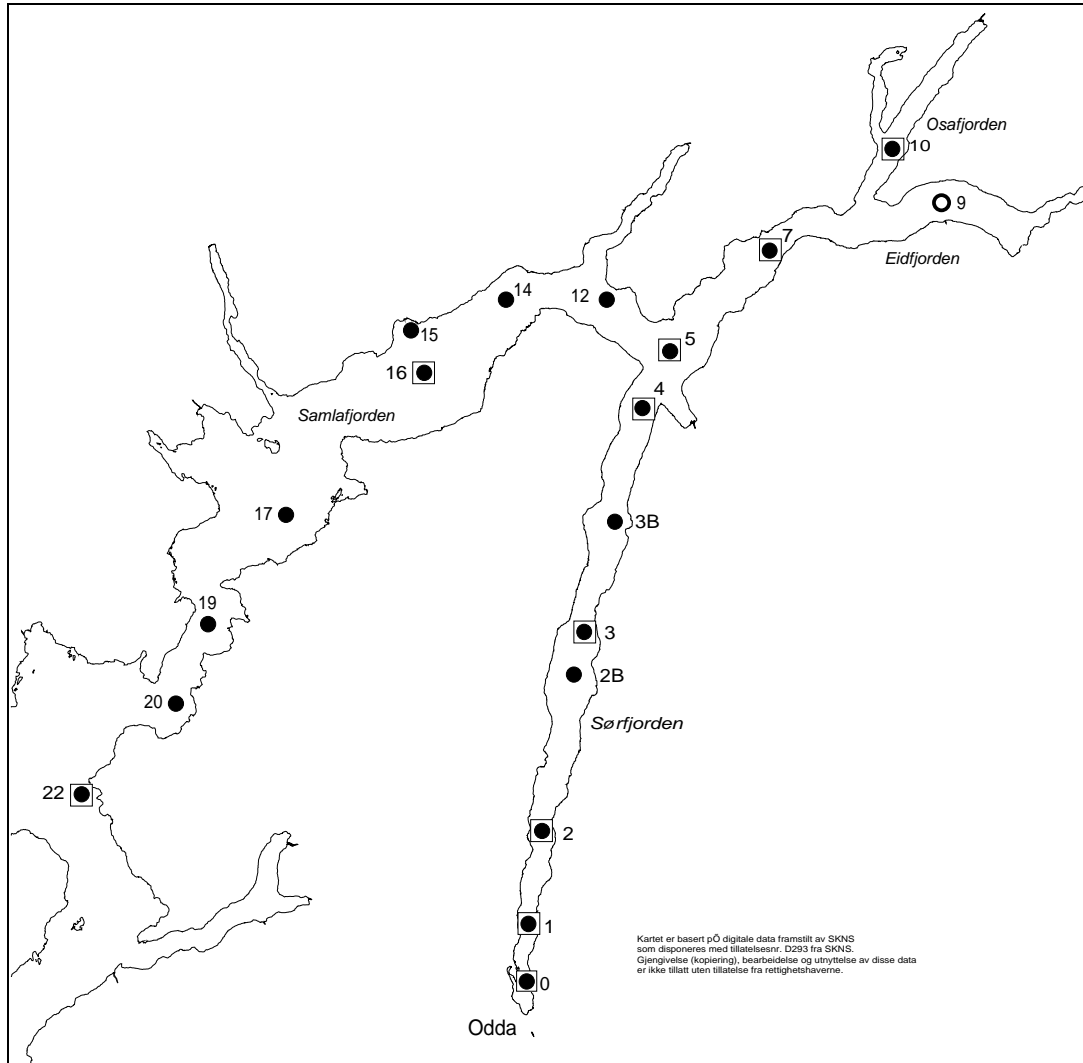 Osafjorden
10
9
7
Eidfjorden
14
12
15
5
16
4
Samlafjorden
17
3B
19
3
2B
20
Sørfjorden
22
2
1
Kartet er basert pÕ digitale data framstilt av SKNS
som disponeres med tillatelsesnr. D293 fra SKNS.
Gjengivelse (kopiering), bearbeidelse og utnyttelse av disse data
er ikke tillatt uten tillatelse fra rettighetshaverne.
0
Odda